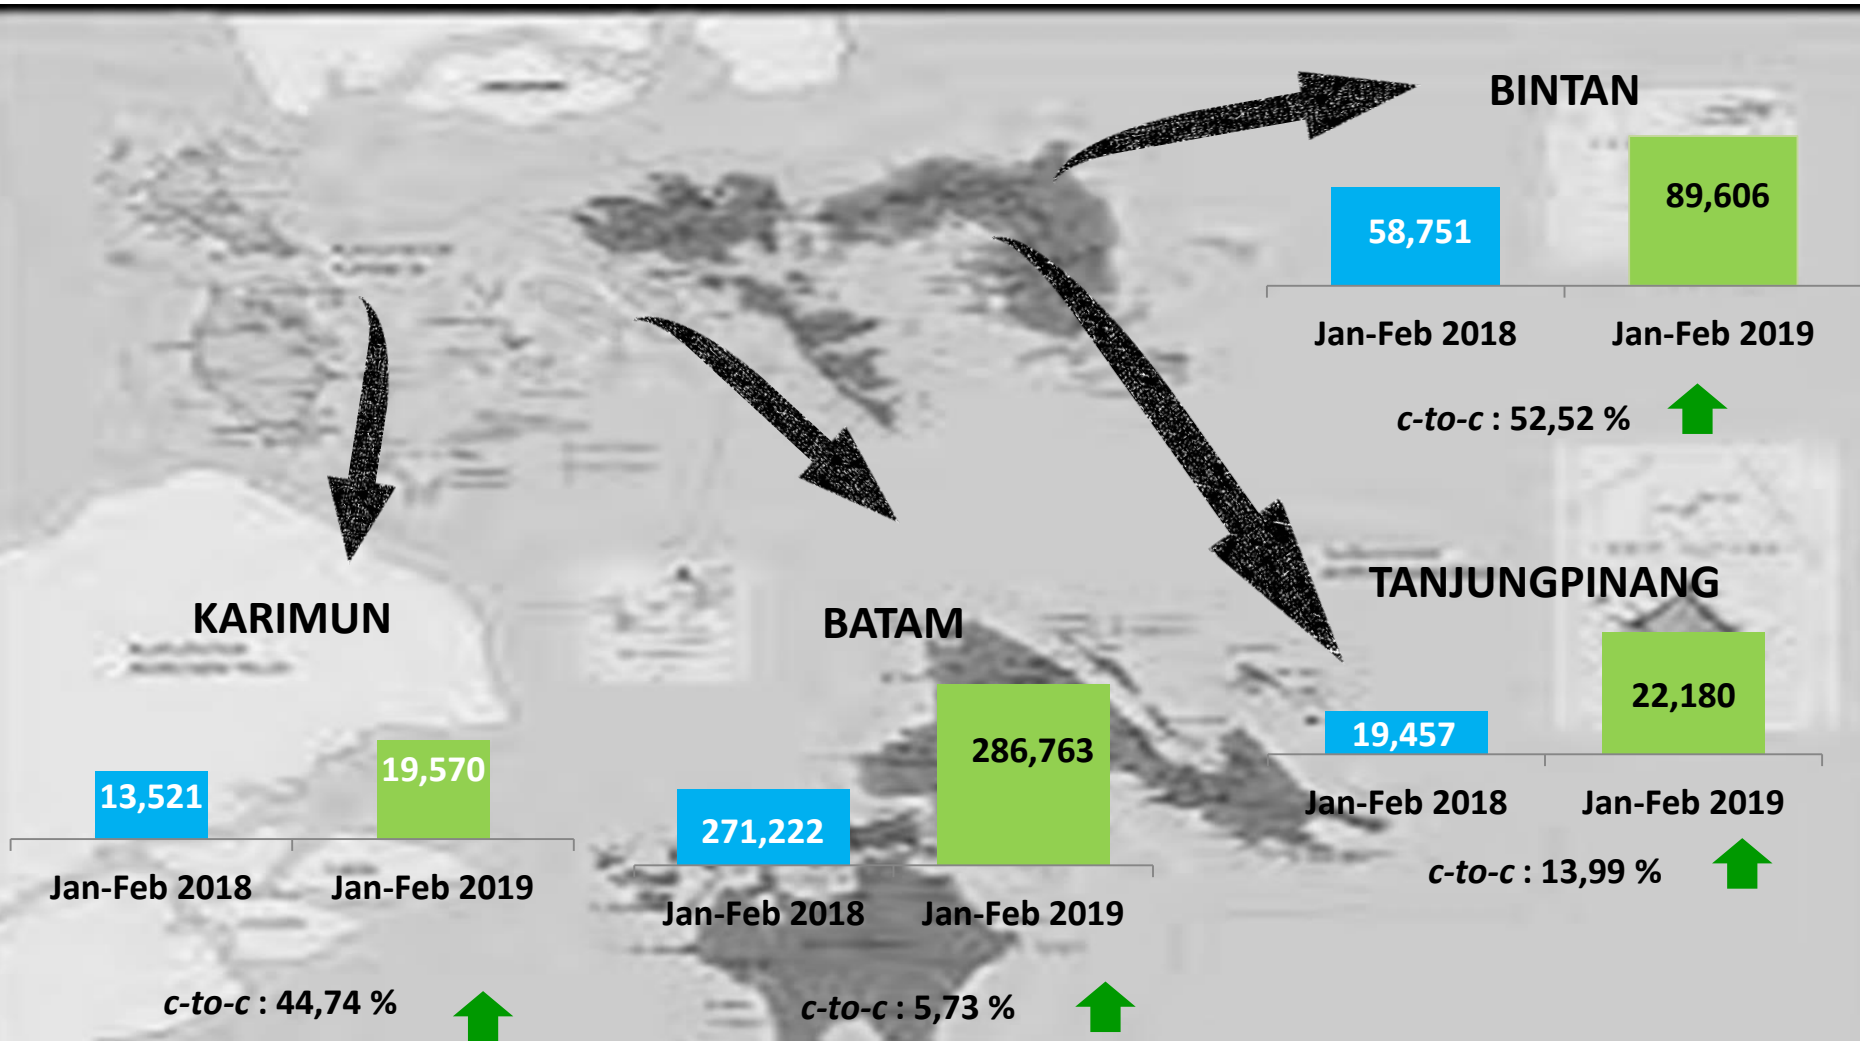 BINTAN
58,751
89,606
Jan-Feb 2018
Jan-Feb 2019
c-to-c : 52,52 %
TANJUNGPINANG
19,457
22,180
Jan-Feb 2018
Jan-Feb 2019
c-to-c : 13,99 %
KARIMUN
13,521
19,570
Jan-Feb 2018
Jan-Feb 2019
c-to-c : 44,74 %
BATAM
271,222
286,763
Jan-Feb 2018
Jan-Feb 2019
c-to-c : 5,73 %